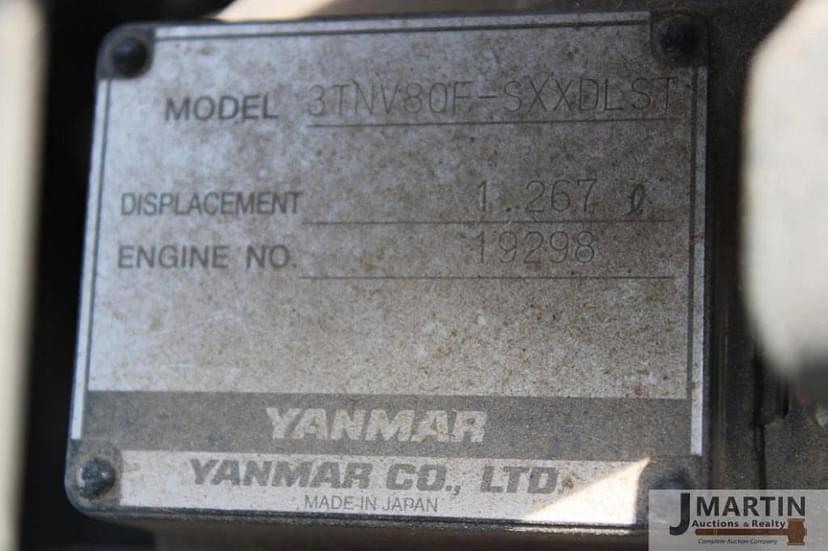 MODEL 3TNV80F-SXXDLST
DISPLACEMENT 1.267 ℓ
ENGINE NO. 19298
YANMAR
YANMAR CO., LTD.
MADE IN JAPAN
J MARTIN
Auctions & Realty
Complete Auction Company